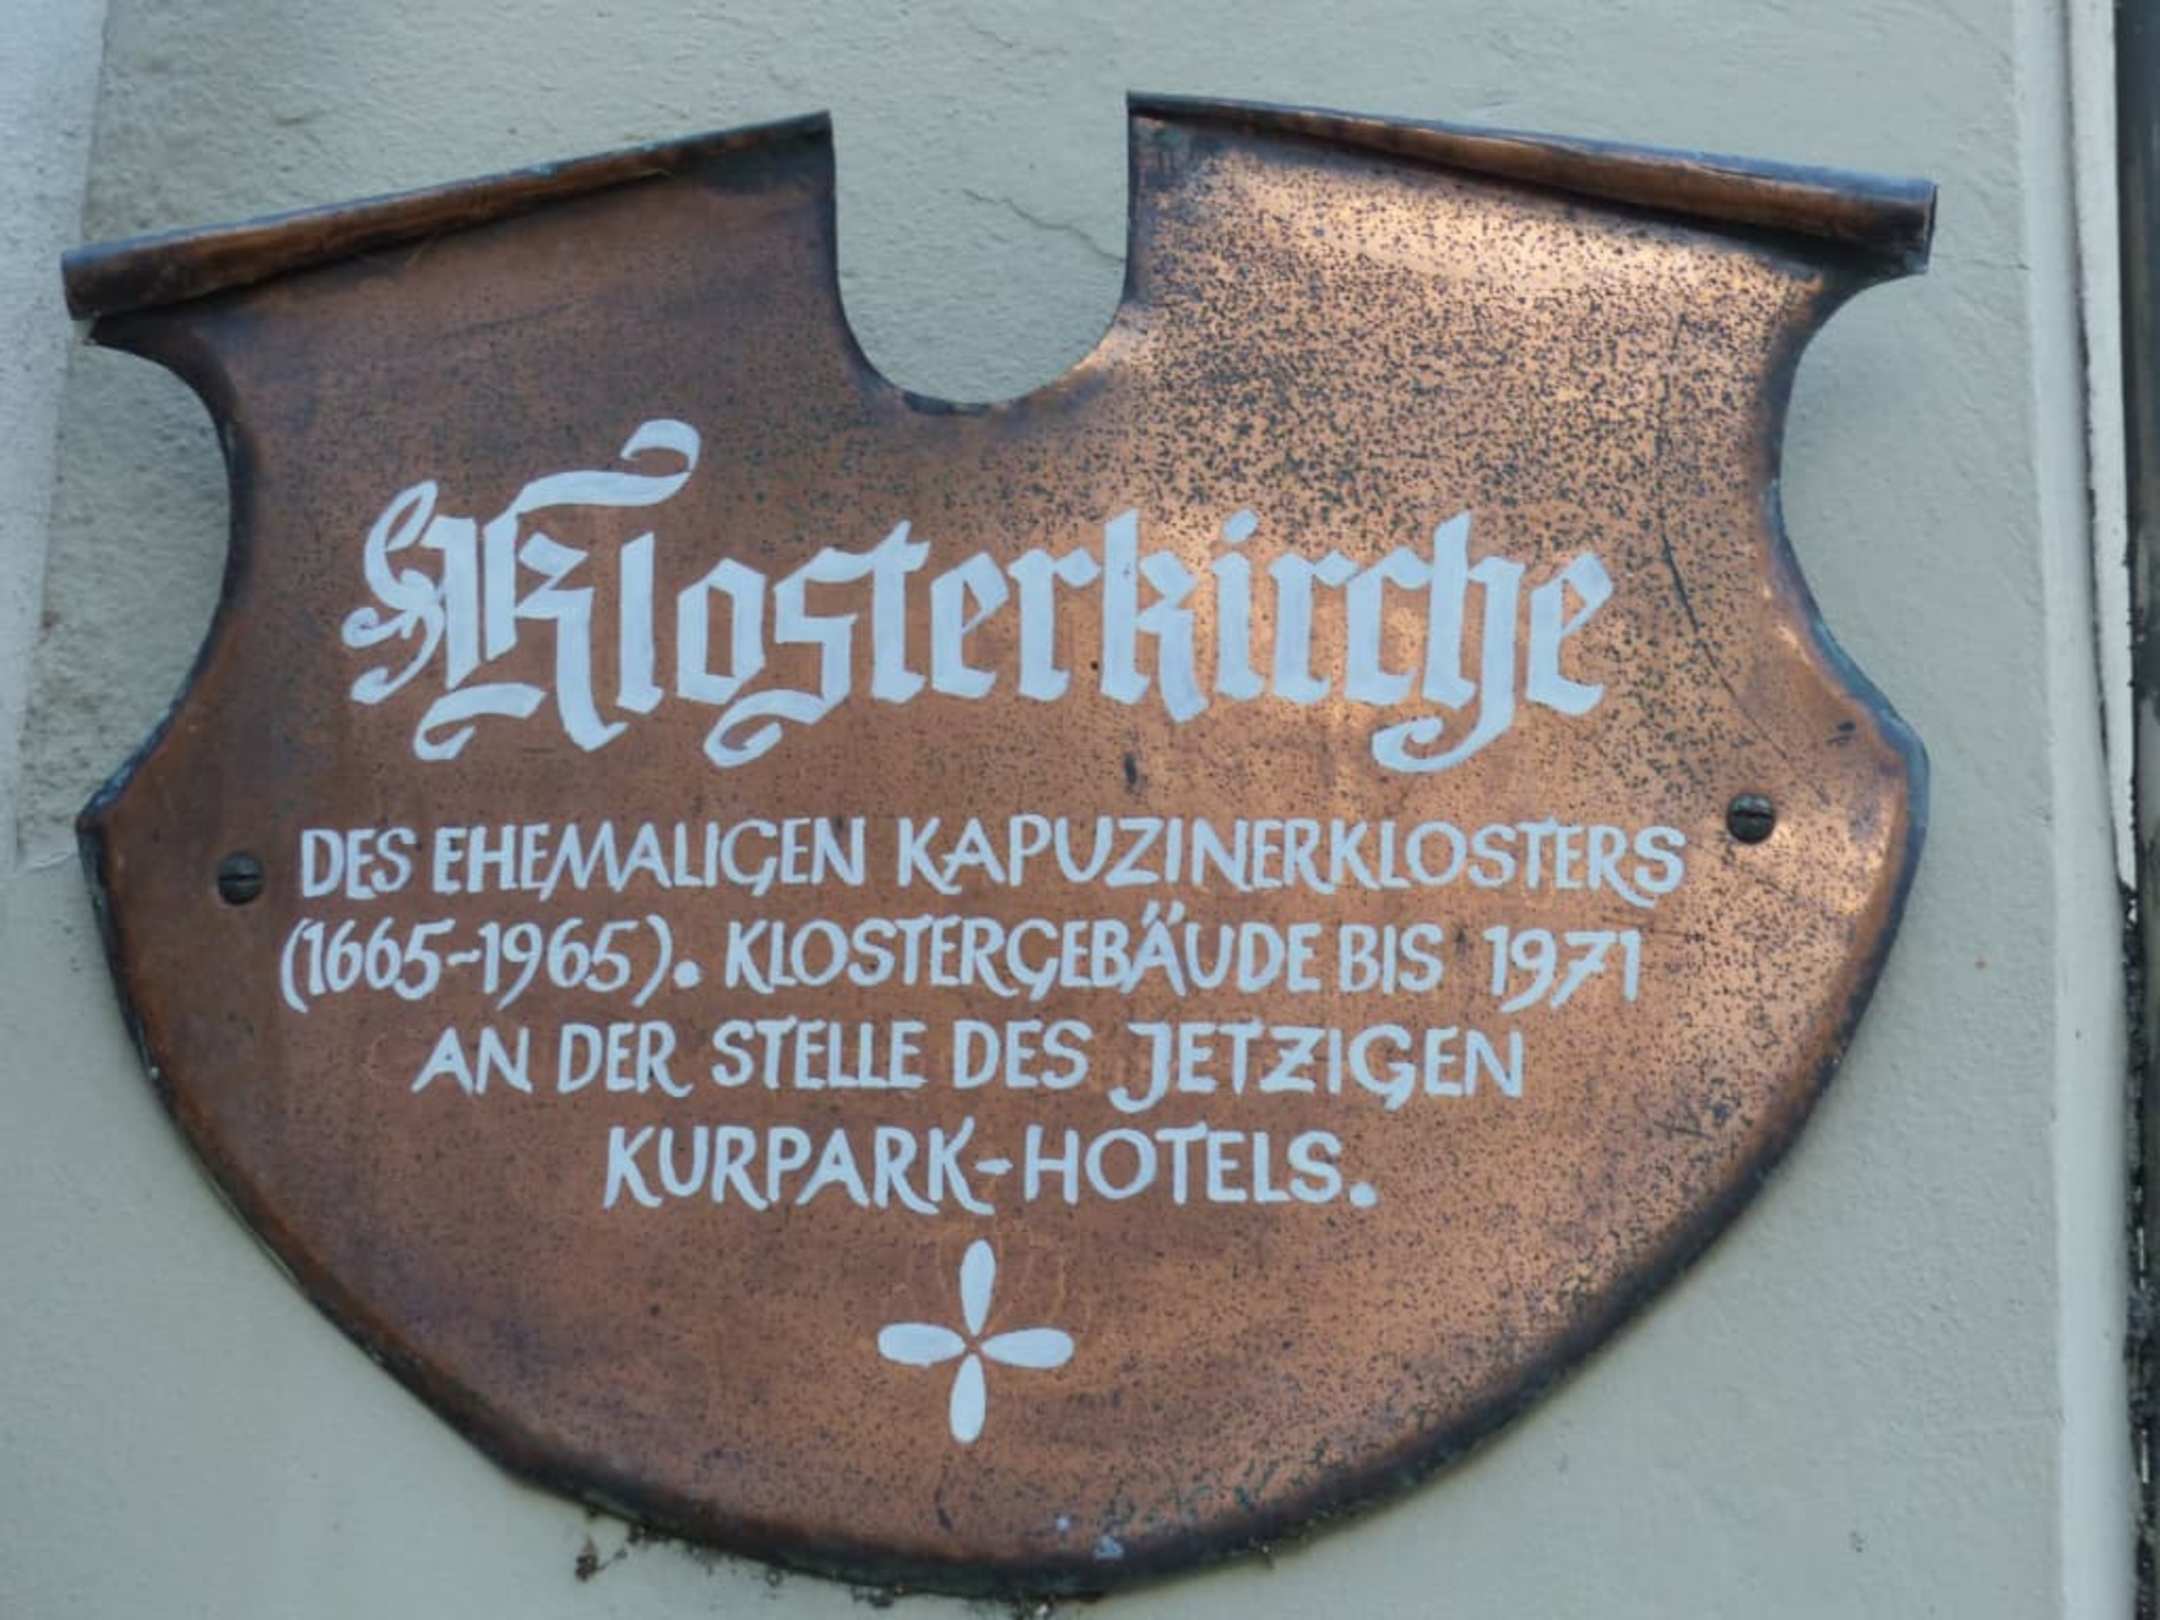 Klosterkirche
DES EHEMALIGEN KAPUZINERKLOSTERS
(1665-1965). KLOSTERGEBÄUDE BIS 1971
AN DER STELLE DES JETZIGEN
KURPARK-HOTELS.